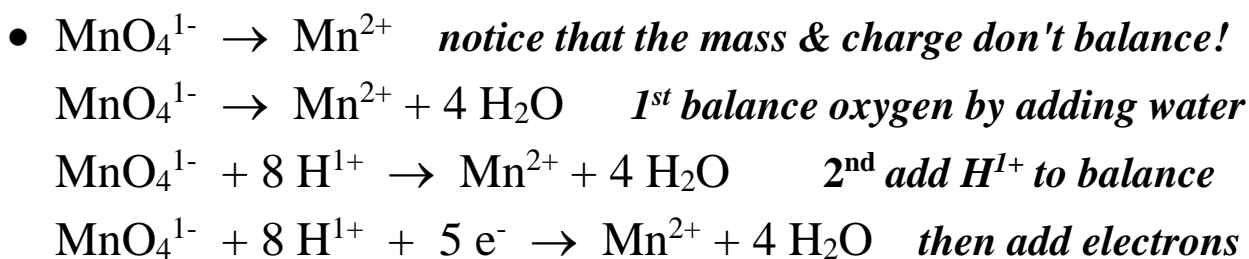 • MnO₄¹⁻ → Mn²⁺ notice that the mass & charge don't balance!
MnO₄¹⁻ → Mn²⁺ + 4 H₂O 1ˢᵗ balance oxygen by adding water
MnO₄¹⁻ + 8 H¹⁺ → Mn²⁺ + 4 H₂O 2ⁿᵈ add H¹⁺ to balance
MnO₄¹⁻ + 8 H¹⁺ + 5 e⁻ → Mn²⁺ + 4 H₂O then add electrons